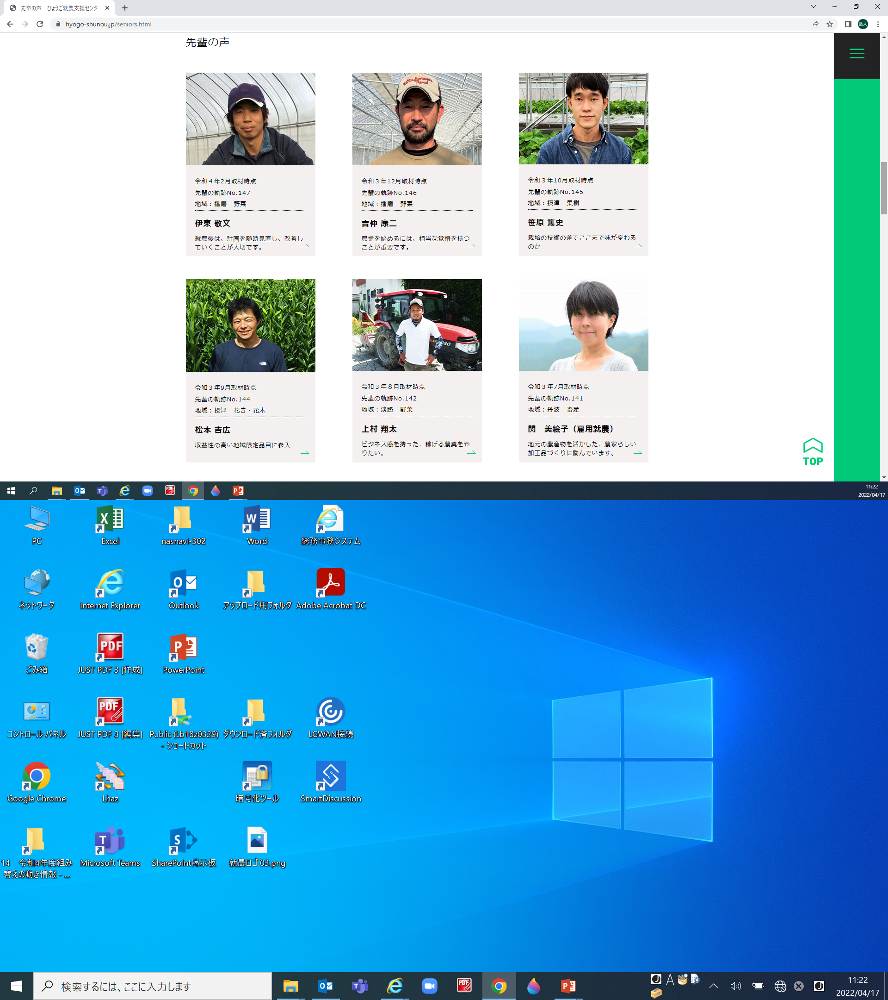 先輩の声　ひょうご就農支援センター
hyogo-shunou.jp/seniors.html
岳人
先輩の声
令和４年2月取材時点
先輩の軌跡No.147
地域：播磨　野菜
伊東 敬文
就農後は、計画を随時見直し、改善し
ていくことが大切です。
令和３年12月取材時点
先輩の軌跡No.146
地域：播磨　野菜
吉仲 康二
農業を始めるには、相当な覚悟を持つ
ことが重要です。
令和３年10月取材時点
先輩の軌跡No.145
地域：摂津　果樹
笹原 篤史
栽培の技術の差でここまで味が変わる
のか
令和３年9月取材時点
先輩の軌跡No.144
地域：摂津　花き・花木
松本 吉広
収益性の高い地域限定品目に参入
令和３年８月取材時点
先輩の軌跡No.142
地域：淡路　野菜
上村 翔太
ビジネス感を持った、稼げる農業をや
りたい。
令和３年7月取材時点
先輩の軌跡No.141
地域：丹波　畜産
関　美絵子（雇用就農）
地元の農産物を活かした、農家らしい
加工品づくりに励んでいます。
TOP
11:22
2022/04/17
PC
Excel
nasnavi-302
Word
総務事務システム
ネットワーク
Internet Explorer
Outlook
アップロード用フォルダ
Adobe Acrobat DC
ごみ箱
JUST PDF 3 [作成]
PowerPoint
コントロール パネル
JUST PDF 3 [編集]
Public (Lb18z0329)
- ショートカット
ダウンロード済フォルダ
LGWAN接続
Google Chrome
Lhaz
暗号化ツール
SmartDiscussion
14　令和4年度組み
替えの動き情報 - ...
Microsoft Teams
SharePoint掲示板
就農ロゴ 03.png
検索するには、ここに入力します
A
11:22
2022/04/17